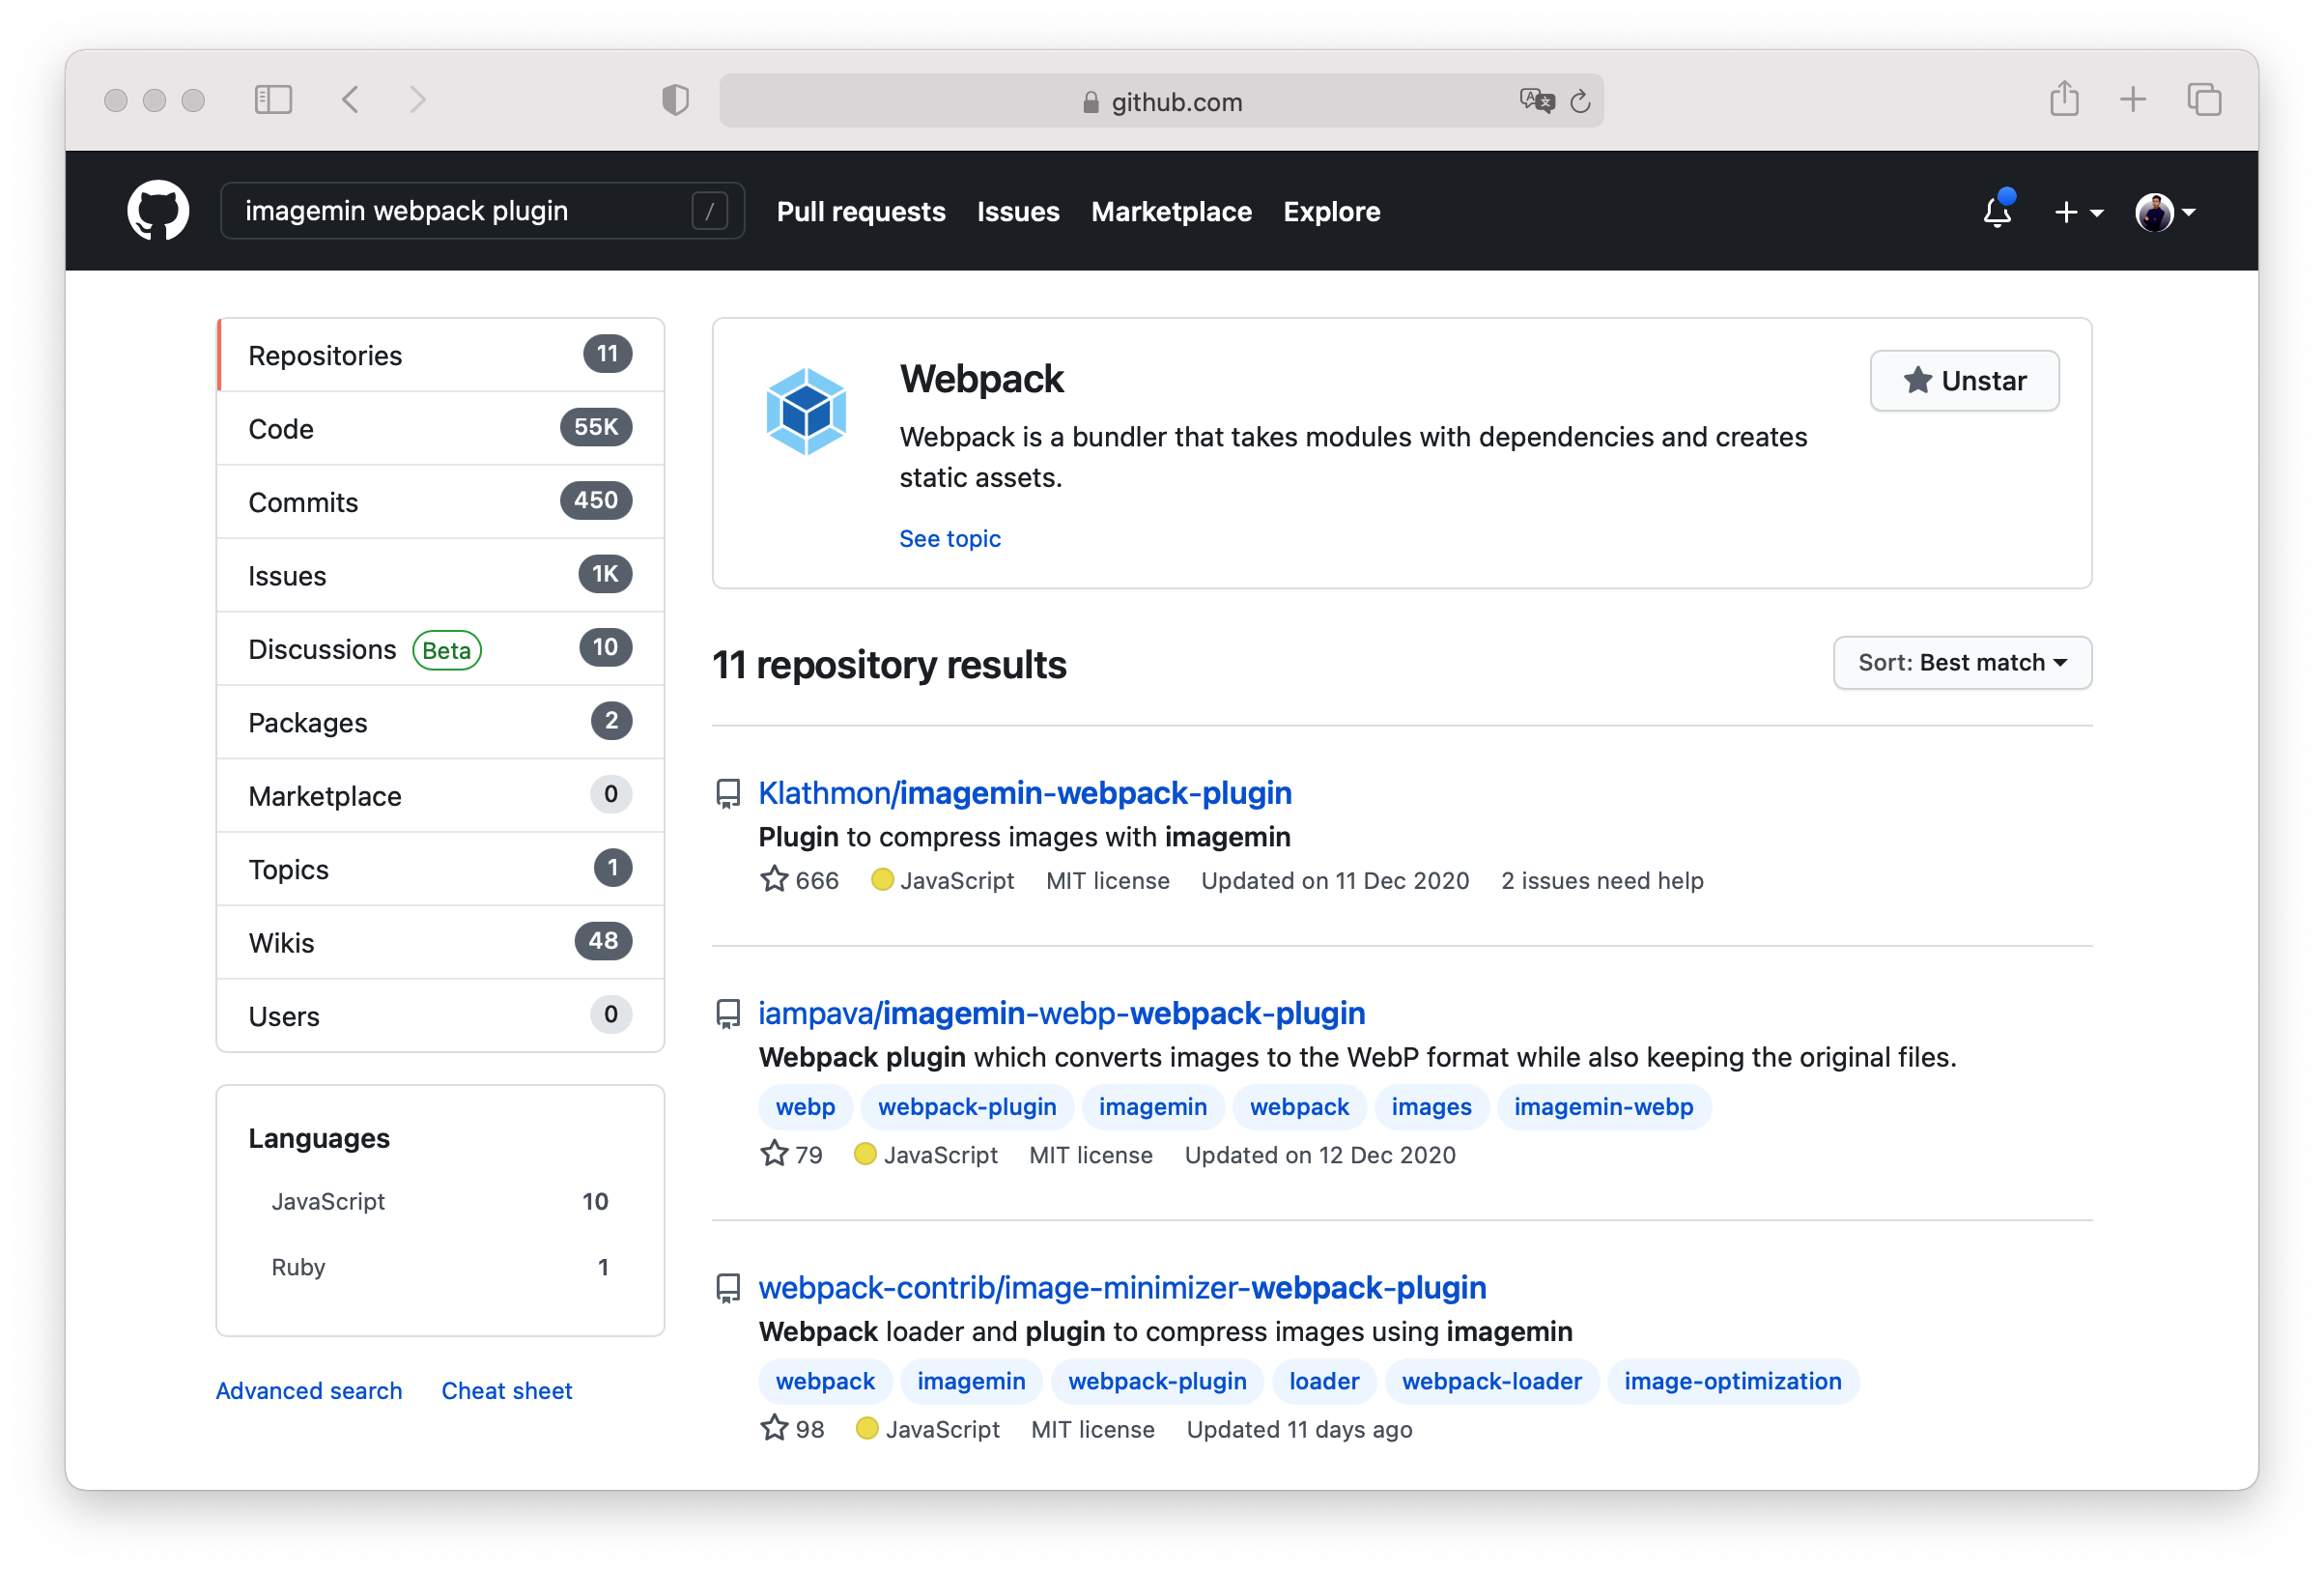 github.com
imagemin webpack plugin /
Pull requests Issues Marketplace Explore
Repositories 11
Code 55K
Commits 450
Issues 1K
Discussions Beta 10
Packages 2
Marketplace 0
Topics 1
Wikis 48
Users 0
Languages
JavaScript 10
Ruby 1
Advanced search Cheat sheet
Webpack
Unstar
Webpack is a bundler that takes modules with dependencies and creates
static assets.
See topic
11 repository results
Sort: Best match
Klathmon/imagemin-webpack-plugin
Plugin to compress images with imagemin
666 JavaScript MIT license Updated on 11 Dec 2020 2 issues need help
iampava/imagemin-webp-webpack-plugin
Webpack plugin which converts images to the WebP format while also keeping the original files.
webp webpack-plugin imagemin webpack images imagemin-webp
79 JavaScript MIT license Updated on 12 Dec 2020
webpack-contrib/image-minimizer-webpack-plugin
Webpack loader and plugin to compress images using imagemin
webpack imagemin webpack-plugin loader webpack-loader image-optimization
98 JavaScript MIT license Updated 11 days ago